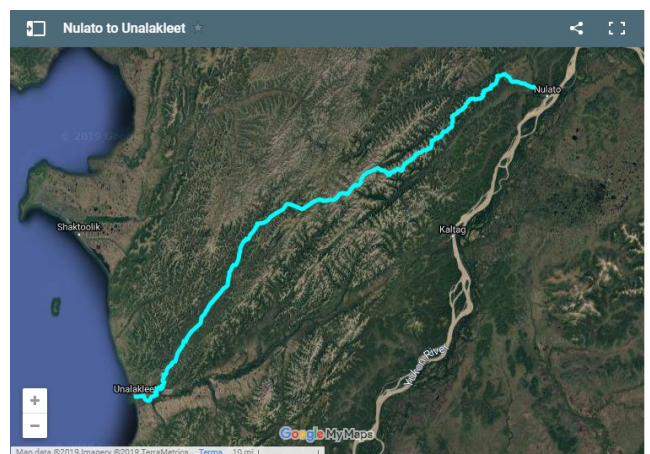 Nulato to Unalakleet
© 2019
Nulato
Shaktoolik
Kaltag
Yukon River
Unalakleet
+
−
Google My Maps
Map data ©2019 Imagery ©2019 TerraMetrics Terms 10 mi